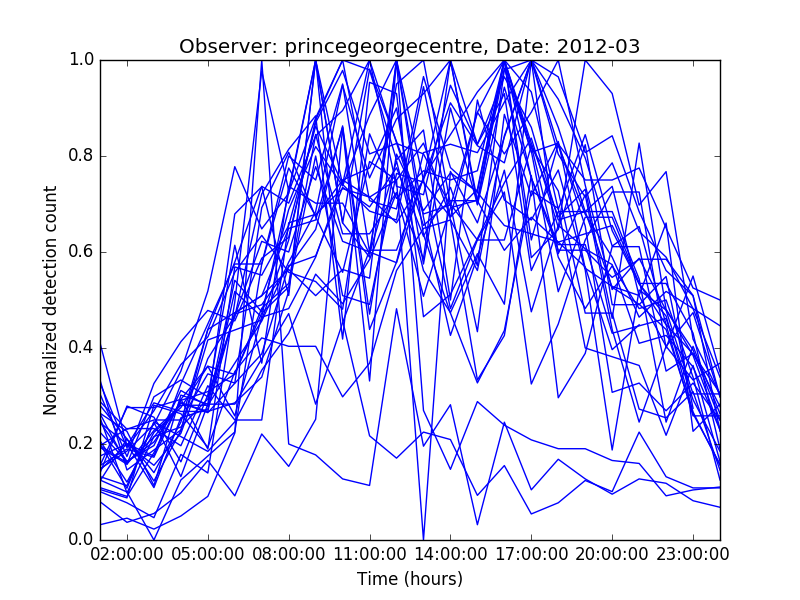 Observer: princegeorgecentre, Date: 2012-03
Normalized detection count
1.0
0.8
0.6
0.4
0.2
0.0
02:00:00 05:00:00 08:00:00 11:00:00 14:00:00 17:00:00 20:00:00 23:00:00
Time (hours)